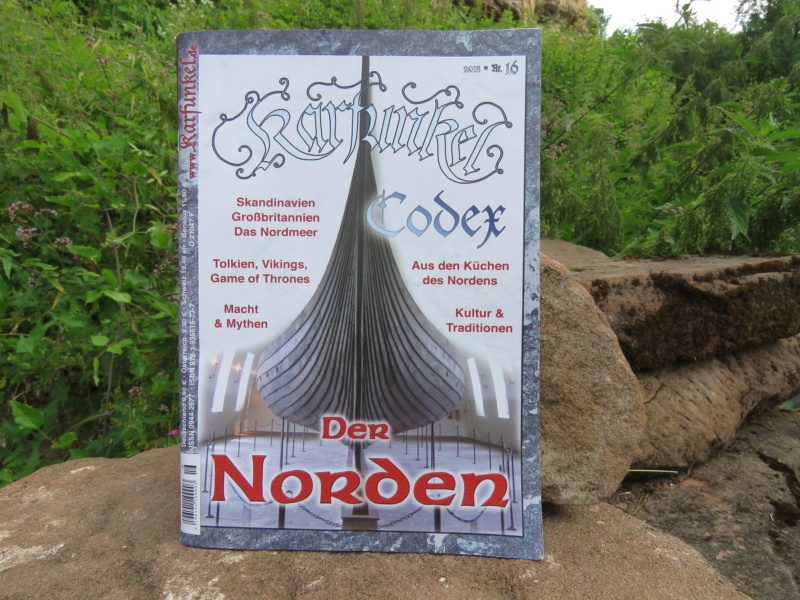 2018 • Nr. 16
Karfunkel
Codex
Skandinavien
Großbritannien
Das Nordmeer
Tolkien, Vikings,
Game of Thrones
Macht
& Mythen
Aus den Küchen
des Nordens
Kultur &
Traditionen
Der
Norden
www.Karfunkel.de